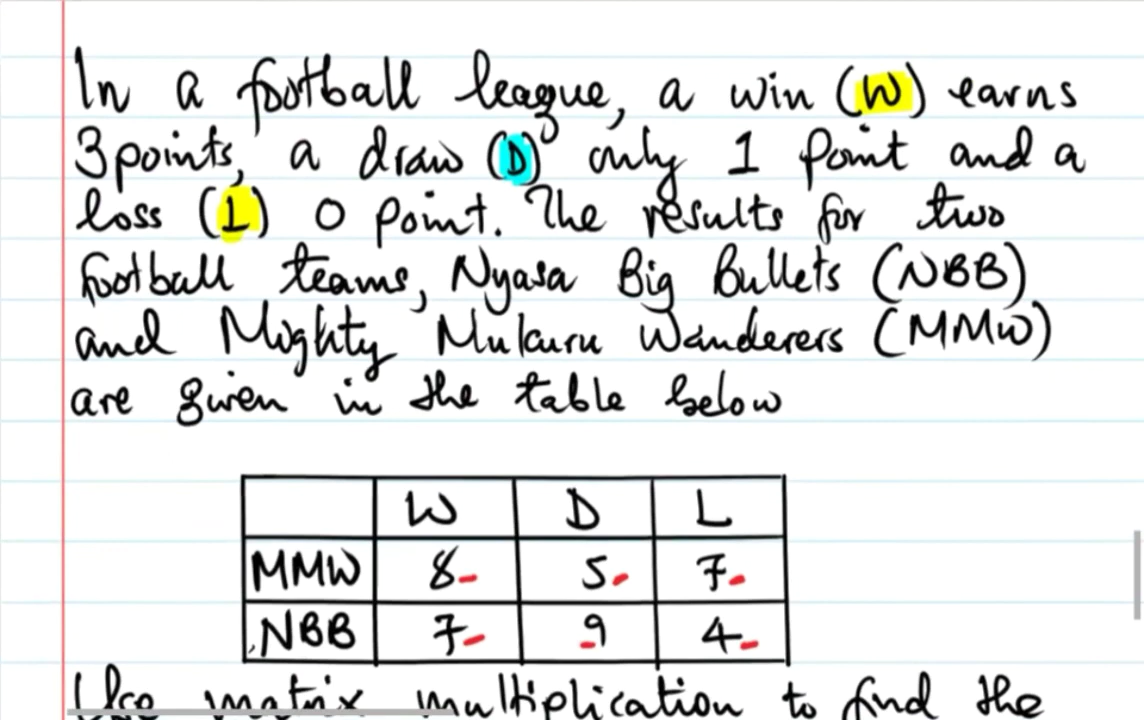 In a football league, a win (W) earns
3 points, a draw (D) only 1 point and a
loss (L) 0 point. The results for two
football teams, Nyasa Big Bullets (NBB)
and Mighty Mukuru Wanderers (MMW)
are given in the table below
W D L
MMW 8 5 7
NBB 7 9 4
Use matrix multiplication to find the